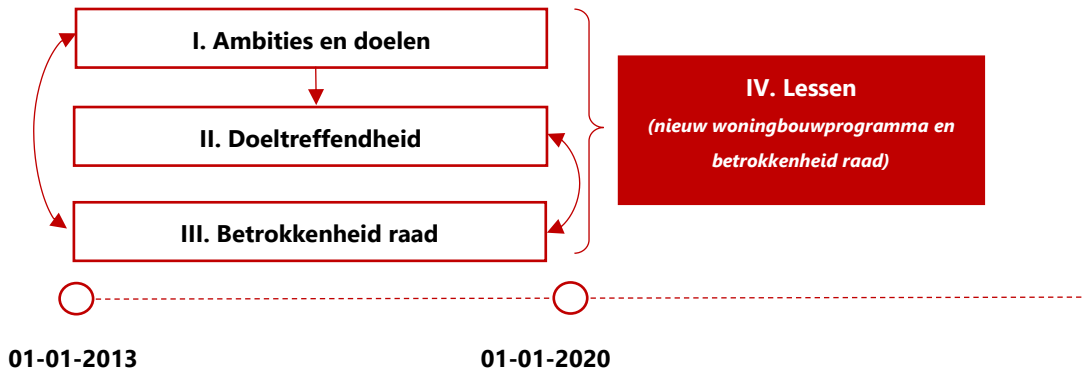 I. Ambities en doelen
II. Doeltreffendheid
III. Betrokkenheid raad
IV. Lessen
(nieuw woningbouwprogramma en
betrokkenheid raad)
01-01-2013
01-01-2020